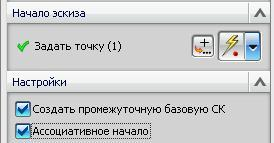 Начало эскиза
Задать точку (1)
Настройки
Создать промежуточную базовую СК
Ассоциативное начало